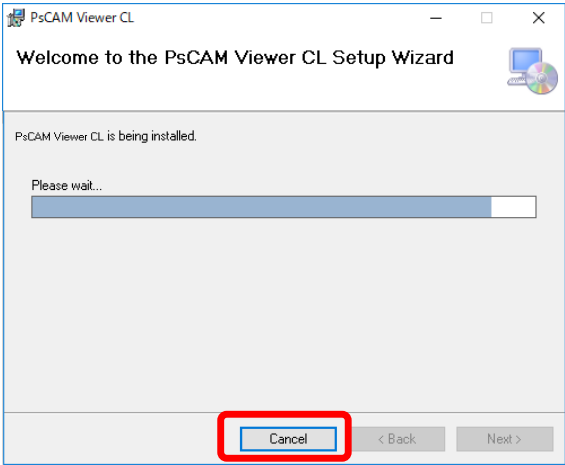 PsCAM Viewer CL
Welcome to the PsCAM Viewer CL Setup Wizard
PsCAM Viewer CL is being installed.
Please wait...
Cancel
< Back
Next >